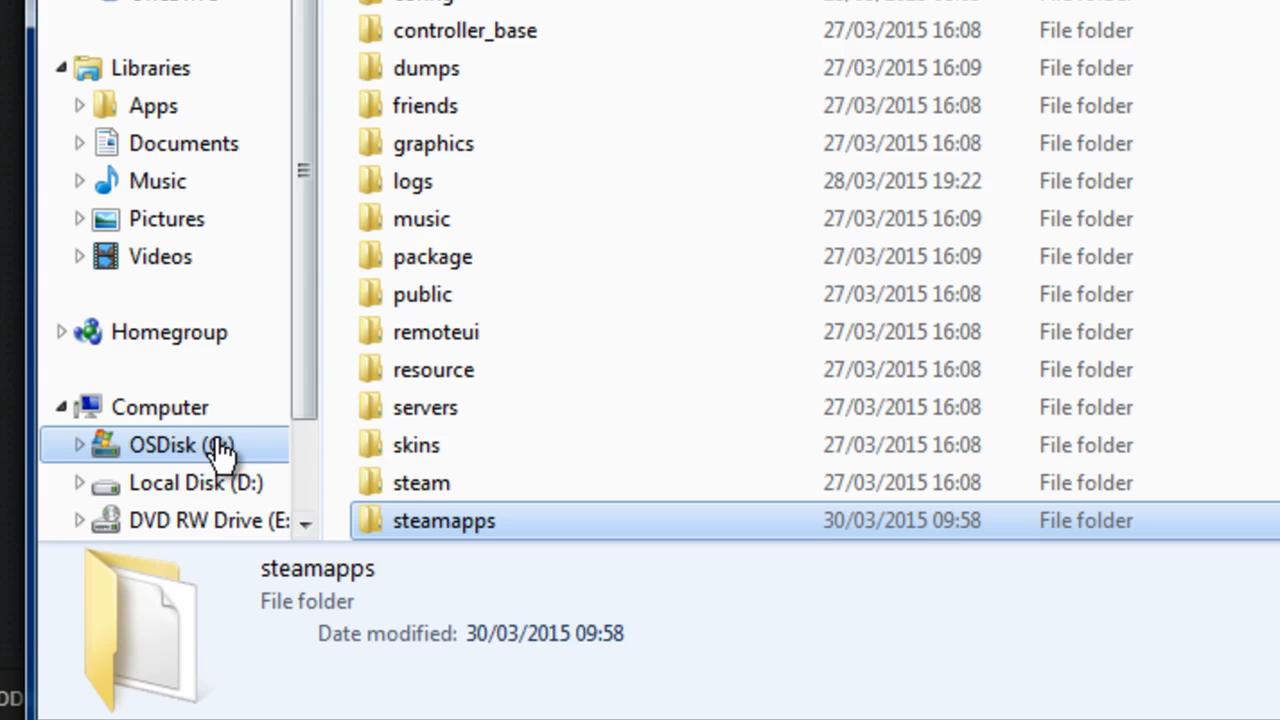 Libraries
Apps
Documents
Music
Pictures
Videos
Homegroup
Computer
OSDisk
Local Disk (D:)
DVD RW Drive (E:
controller_base 27/03/2015 16:08 File folder
dumps 27/03/2015 16:09 File folder
friends 27/03/2015 16:08 File folder
graphics 27/03/2015 16:08 File folder
logs 28/03/2015 19:22 File folder
music 27/03/2015 16:09 File folder
package 27/03/2015 16:09 File folder
public 27/03/2015 16:08 File folder
remoteui 27/03/2015 16:08 File folder
resource 27/03/2015 16:08 File folder
servers 27/03/2015 16:08 File folder
skins 27/03/2015 16:08 File folder
steam 27/03/2015 16:08 File folder
steamapps 30/03/2015 09:58 File folder
steamapps
File folder
Date modified: 30/03/2015 09:58